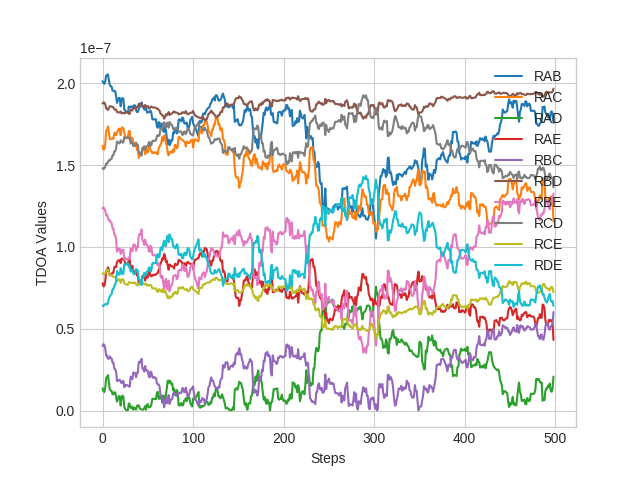 1e−7
2.0
1.5
1.0
0.5
0.0
TDOA Values
0
100
200
300
400
500
Steps
RAB
RAC
RAD
RAE
RBC
RBD
RBE
RCD
RCE
RDE